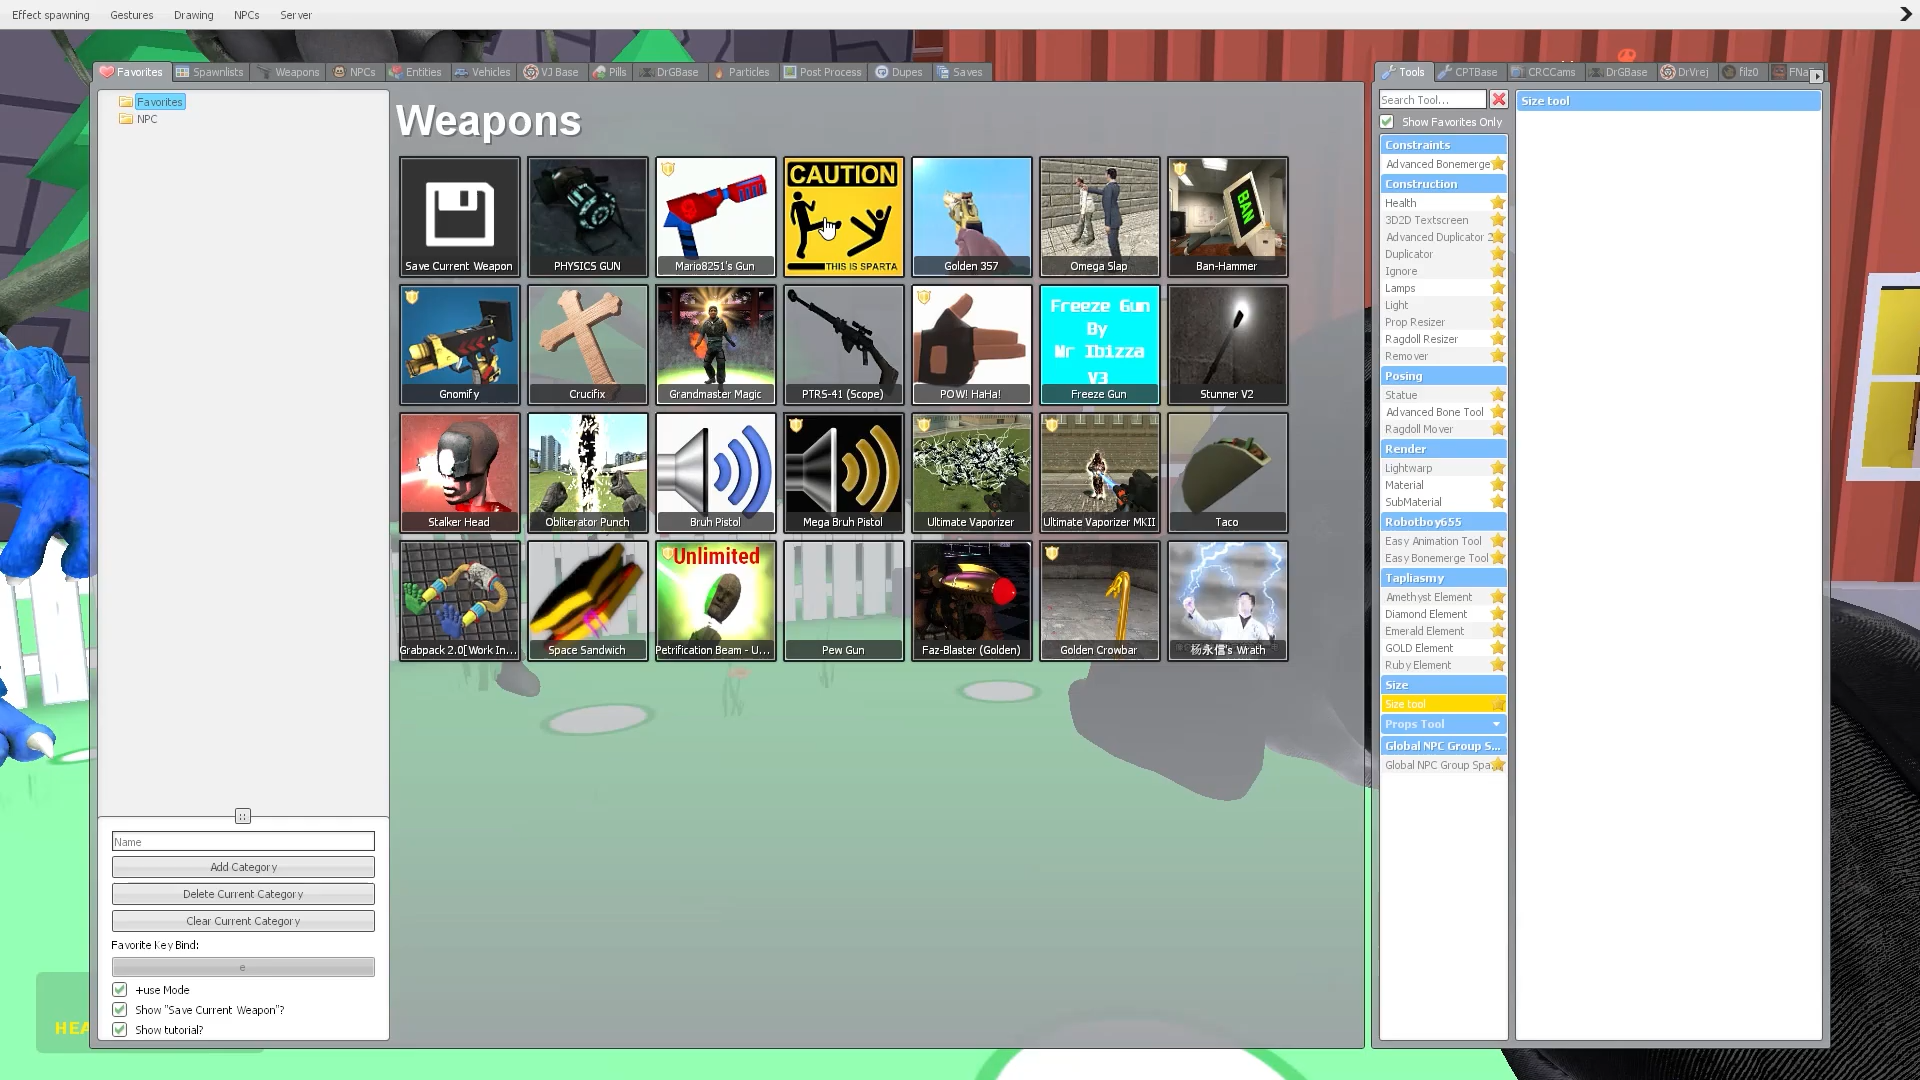 Effect spawning Gestures Drawing NPCs Server
Favorites Spawnlists Weapons NPCs Entities Vehicles VJ Base Pills DrGBase Particles Post Process Dupes Saves
Favorites
NPC
Weapons
Save Current Weapon
PHYSICS GUN
Mario8251's Gun
CAUTION
THIS IS SPARTA
Golden 357
Omega Slap
BAN
Ban-Hammer
Gnomify
Crucifix
Grandmaster Magic
PTRS-41 (Scope)
POW! HaHa!
Freeze Gun
By
Mr Ibizza
V3
Freeze Gun
Stunner V2
Stalker Head
Obliterator Punch
Bruh Pistol
Mega Bruh Pistol
Ultimate Vaporizer
Ultimate Vaporizer MKII
Taco
Grabpack 2.0[Work In...
Space Sandwich
Unlimited
Petrification Beam - U...
Pew Gun
Faz-Blaster (Golden)
Golden Crowbar
杨永信's Wrath
Name
Add Category
Delete Current Category
Clear Current Category
Favorite Key Bind:
e
+use Mode
Show "Save Current Weapon"?
Show tutorial?
HEA
Tools CPTBase CRCCams DrGBase DrVrej filz0 FNa
Search Tool...
Show Favorites Only
Constraints
Advanced Bonemerge
Construction
Health
3D2D Textscreen
Advanced Duplicator 2
Duplicator
Ignore
Lamps
Light
Prop Resizer
Ragdoll Resizer
Remover
Posing
Statue
Advanced Bone Tool
Ragdoll Mover
Render
Lightwarp
Material
SubMaterial
Robotboy655
Easy Animation Tool
Easy Bonemerge Tool
Tapliasmy
Amethyst Element
Diamond Element
Emerald Element
GOLD Element
Ruby Element
Size
Size tool
Props Tool
Global NPC Group S...
Global NPC Group Spa
Size tool